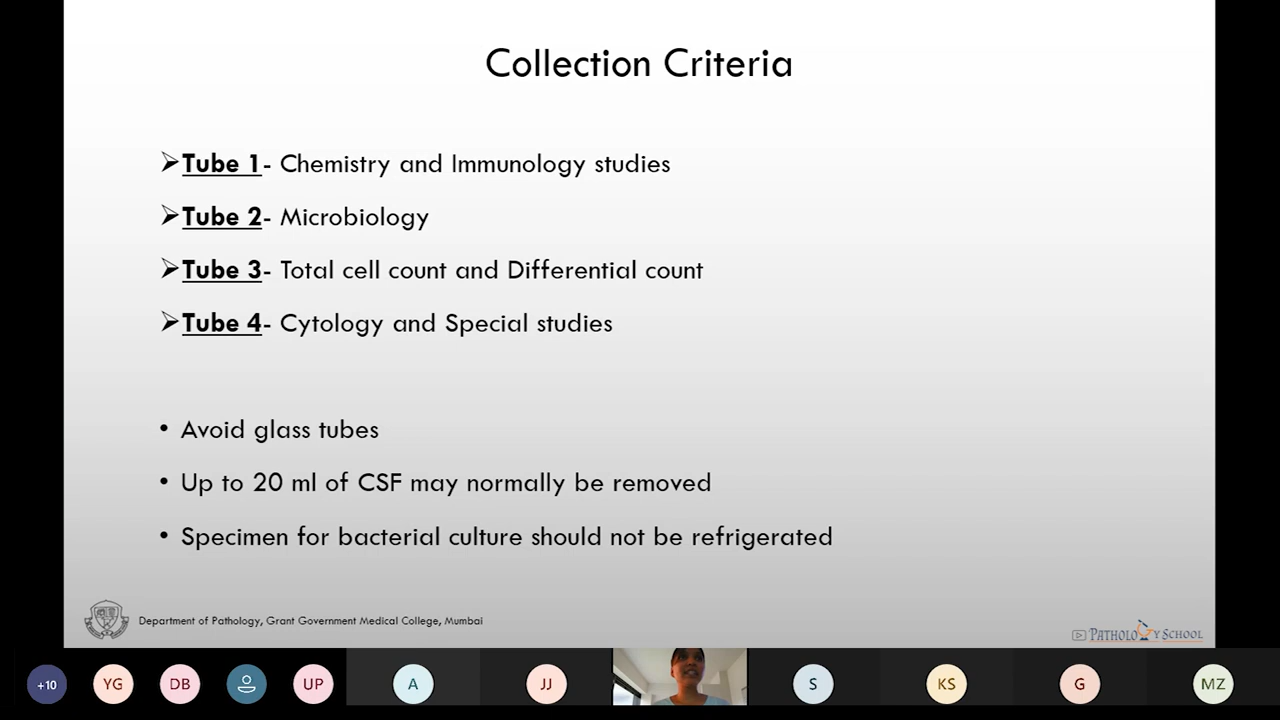 Collection Criteria
➢Tube 1- Chemistry and Immunology studies
➢Tube 2- Microbiology
➢Tube 3- Total cell count and Differential count
➢Tube 4- Cytology and Special studies
• Avoid glass tubes
• Up to 20 ml of CSF may normally be removed
• Specimen for bacterial culture should not be refrigerated
Department of Pathology, Grant Government Medical College, Mumbai
PATHOLOGY SCHOOL
+10 YG DB UP A JJ S KS G MZ